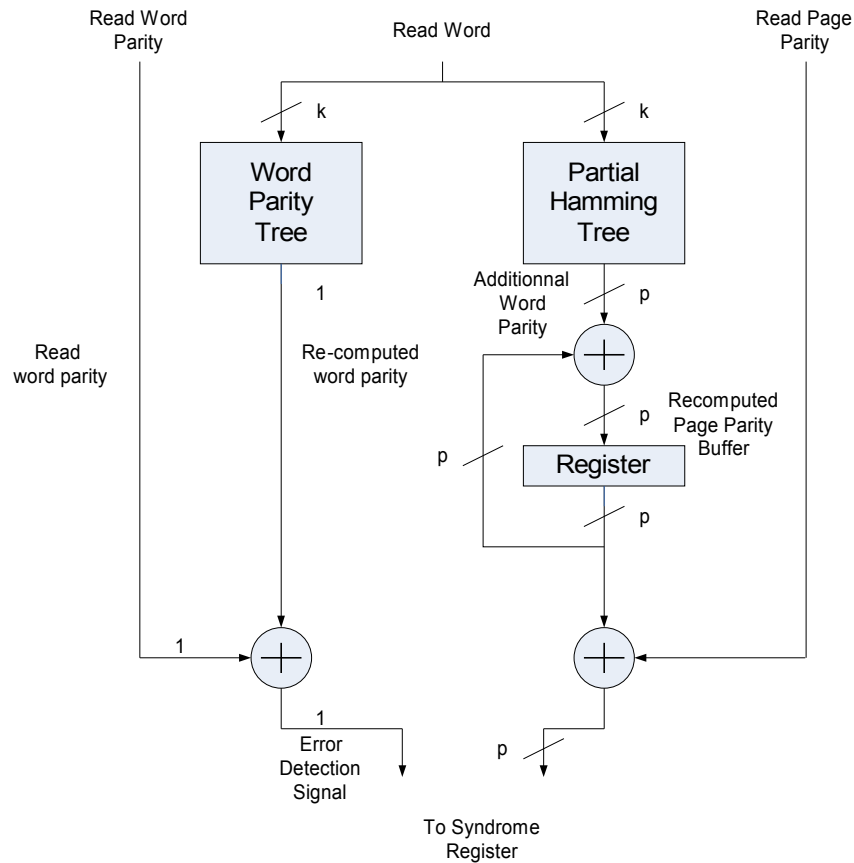 Read Word
Parity
Read Word
Read Page
Parity
k
k
Word
Parity
Tree
Partial
Hamming
Tree
1
Additionnal
Word
Parity
p
Read
word parity
Re-computed
word parity
p
Recomputed
Page Parity
Buffer
p
Register
p
1
1
Error
Detection
Signal
p
To Syndrome
Register